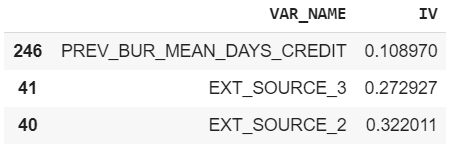 VAR_NAME IV
246 PREV_BUR_MEAN_DAYS_CREDIT 0.108970
41 EXT_SOURCE_3 0.272927
40 EXT_SOURCE_2 0.322011